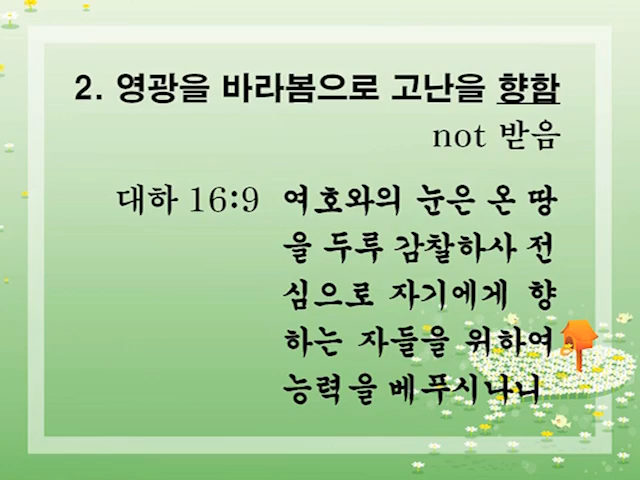 2. 영광을 바라봄으로 고난을 향함
not 받음
대하 16:9 여호와의 눈은 온 땅
을 두루 감찰하사 전
심으로 자기에게 향
하는 자들을 위하여
능력을 베푸시나니